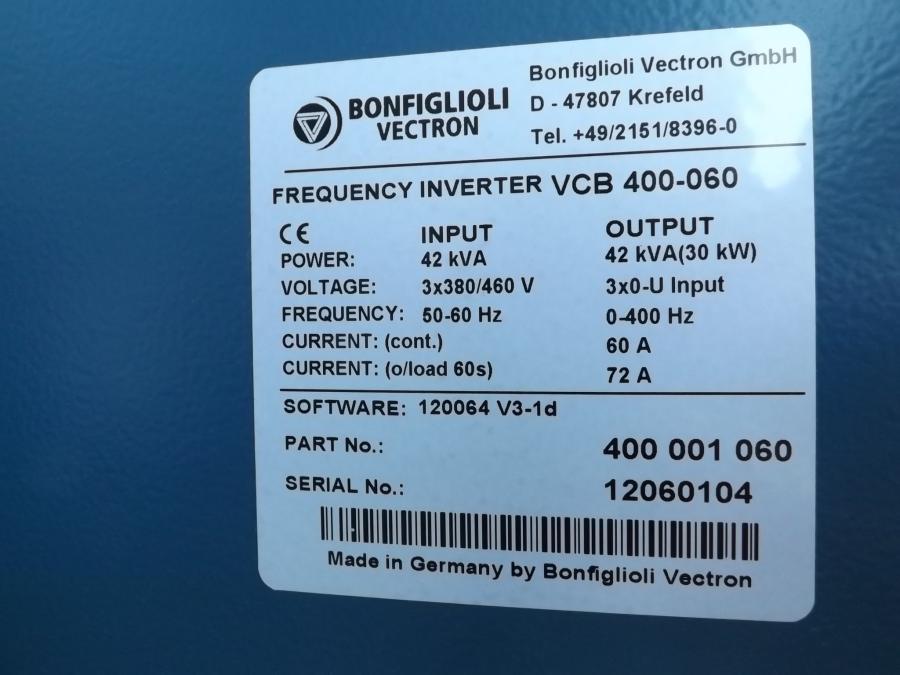 BONFIGLIOLI
VECTRON
Bonfiglioli Vectron GmbH
D - 47807 Krefeld
Tel. +49/2151/8396-0
FREQUENCY INVERTER VCB 400-060
CE INPUT OUTPUT
POWER: 42 kVA 42 kVA(30 kW)
VOLTAGE: 3x380/460 V 3x0-U Input
FREQUENCY: 50-60 Hz 0-400 Hz
CURRENT: (cont.) 60 A
CURRENT: (o/load 60s) 72 A
SOFTWARE: 120064 V3-1d
PART No.: 400 001 060
SERIAL No.: 12060104
Made in Germany by Bonfiglioli Vectron